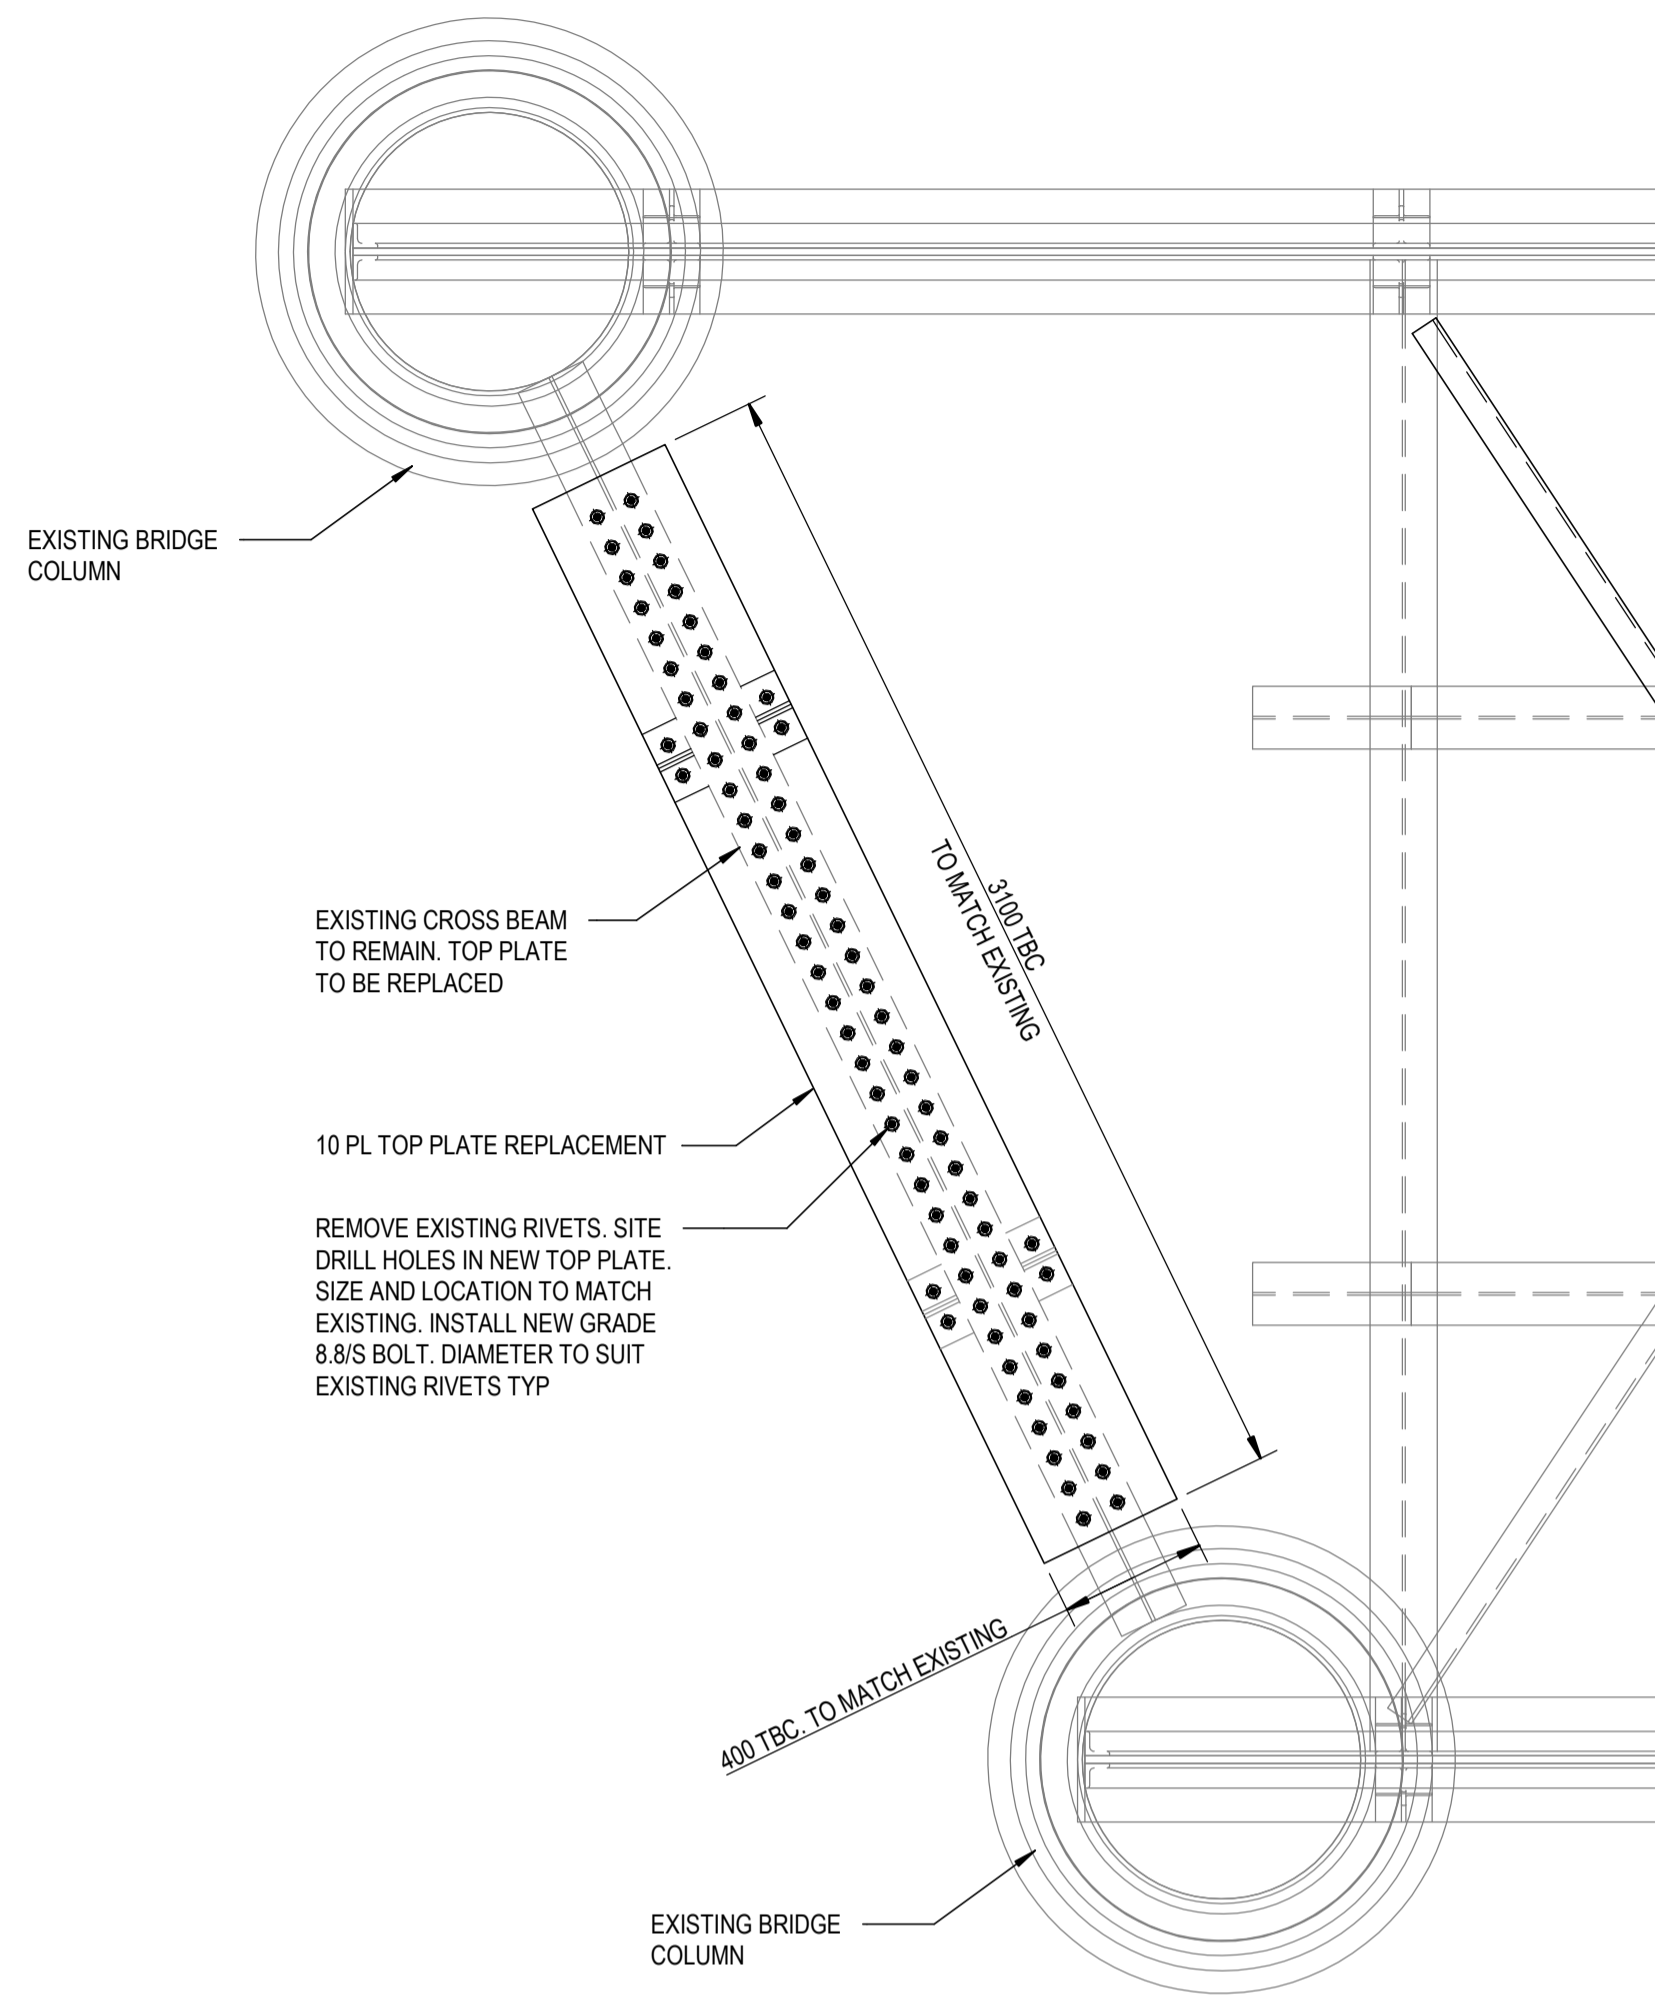 EXISTING BRIDGE
COLUMN
3100 TBC
TO MATCH EXISTING
EXISTING CROSS BEAM
TO REMAIN. TOP PLATE
TO BE REPLACED
10 PL TOP PLATE REPLACEMENT
REMOVE EXISTING RIVETS. SITE
DRILL HOLES IN NEW TOP PLATE.
SIZE AND LOCATION TO MATCH
EXISTING. INSTALL NEW GRADE
8.8/S BOLT. DIAMETER TO SUIT
EXISTING RIVETS TYP
400 TBC. TO MATCH EXISTING
EXISTING BRIDGE
COLUMN